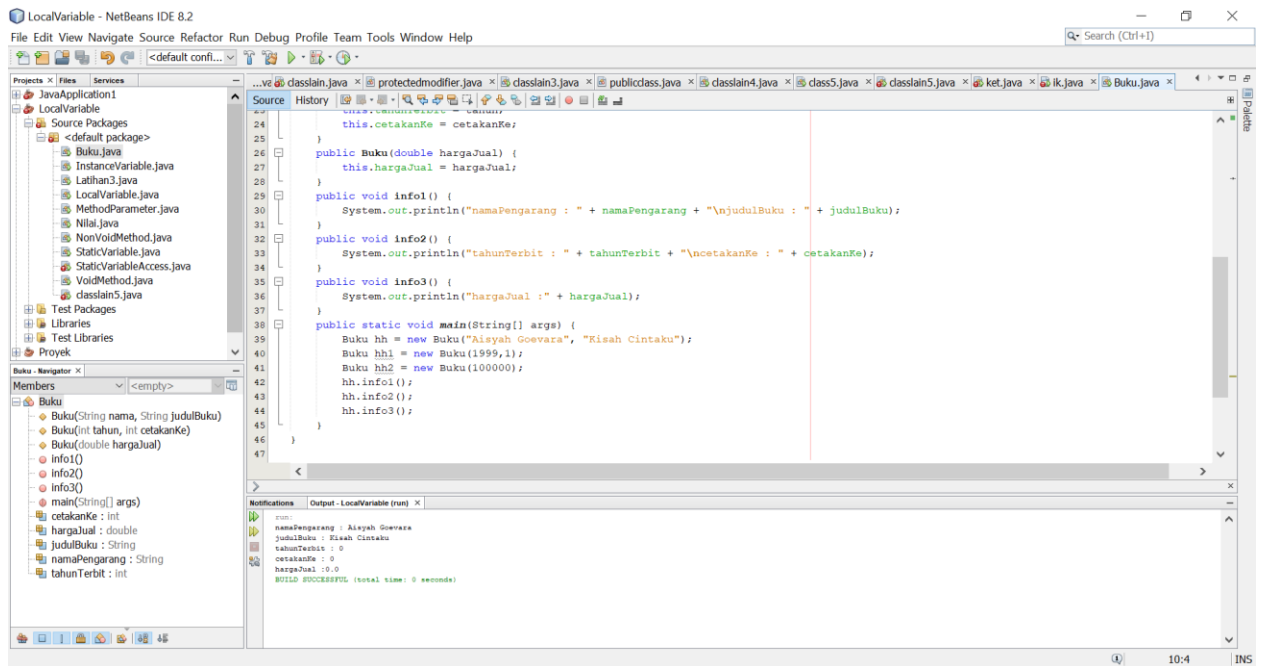 LocalVariable - NetBeans IDE 8.2
File Edit View Navigate Source Refactor Run Debug Profile Team Tools Window Help
Search (Ctrl+I)
<default confi...
Projects Files Services
JavaApplication1
LocalVariable
Source Packages
<default package>
Buku.java
InstanceVariable.java
Latihan3.java
LocalVariable.java
MethodParameter.java
Nilai.java
NonVoidMethod.java
StaticVariable.java
StaticVariableAccess.java
VoidMethod.java
classlain5.java
Test Packages
Libraries
Test Libraries
Proyek
Buku - Navigator
Members <empty>
Buku
Buku(String nama, String judulBuku)
Buku(int tahun, int cetakanKe)
Buku(double hargaJual)
info1()
info2()
info3()
main(String[] args)
cetakanKe : int
hargaJual : double
judulBuku : String
namaPengarang : String
tahunTerbit : int
...va classlain.java protectedmodifier.java classlain3.java publicclass.java classlain4.java class5.java classlain5.java ket.java ik.java Buku.java
Source History
Palette
23 this.tahunTerbit = tahun;
24 this.cetakanKe = cetakanKe;
25 }
26 public Buku(double hargaJual) {
27 this.hargaJual = hargaJual;
28 }
29 public void info1() {
30 System.out.println("namaPengarang : " + namaPengarang + "\njudulBuku : " + judulBuku);
31 }
32 public void info2() {
33 System.out.println("tahunTerbit : " + tahunTerbit + "\ncetakanKe : " + cetakanKe);
34 }
35 public void info3() {
36 System.out.println("hargaJual :" + hargaJual);
37 }
38 public static void main(String[] args) {
39 Buku hh = new Buku("Aisyah Goevara", "Kisah Cintaku");
40 Buku hh1 = new Buku(1999,1);
41 Buku hh2 = new Buku(100000);
42 hh.info1();
43 hh.info2();
44 hh.info3();
45 }
46 }
47
Notifications Output - LocalVariable (run)
run:
namaPengarang : Aisyah Goevara
judulBuku : Kisah Cintaku
tahunTerbit : 0
cetakanKe : 0
hargaJual :0.0
BUILD SUCCESSFUL (total time: 0 seconds)
10:4 INS